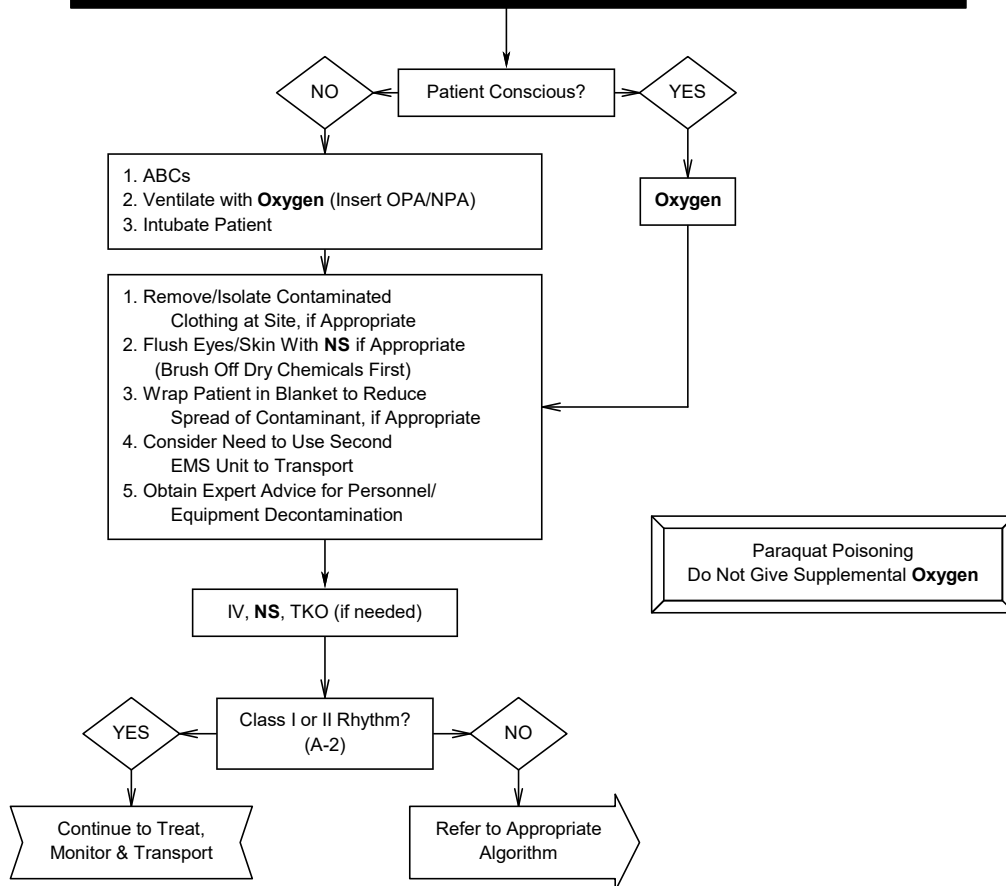 NO
Patient Conscious?
YES
1. ABCs
2. Ventilate with Oxygen (Insert OPA/NPA)
3. Intubate Patient
Oxygen
1. Remove/Isolate Contaminated
Clothing at Site, if Appropriate
2. Flush Eyes/Skin With NS if Appropriate
(Brush Off Dry Chemicals First)
3. Wrap Patient in Blanket to Reduce
Spread of Contaminant, if Appropriate
4. Consider Need to Use Second
EMS Unit to Transport
5. Obtain Expert Advice for Personnel/
Equipment Decontamination
Paraquat Poisoning
Do Not Give Supplemental Oxygen
IV, NS, TKO (if needed)
YES
Class I or II Rhythm?
(A-2)
NO
Continue to Treat,
Monitor & Transport
Refer to Appropriate
Algorithm